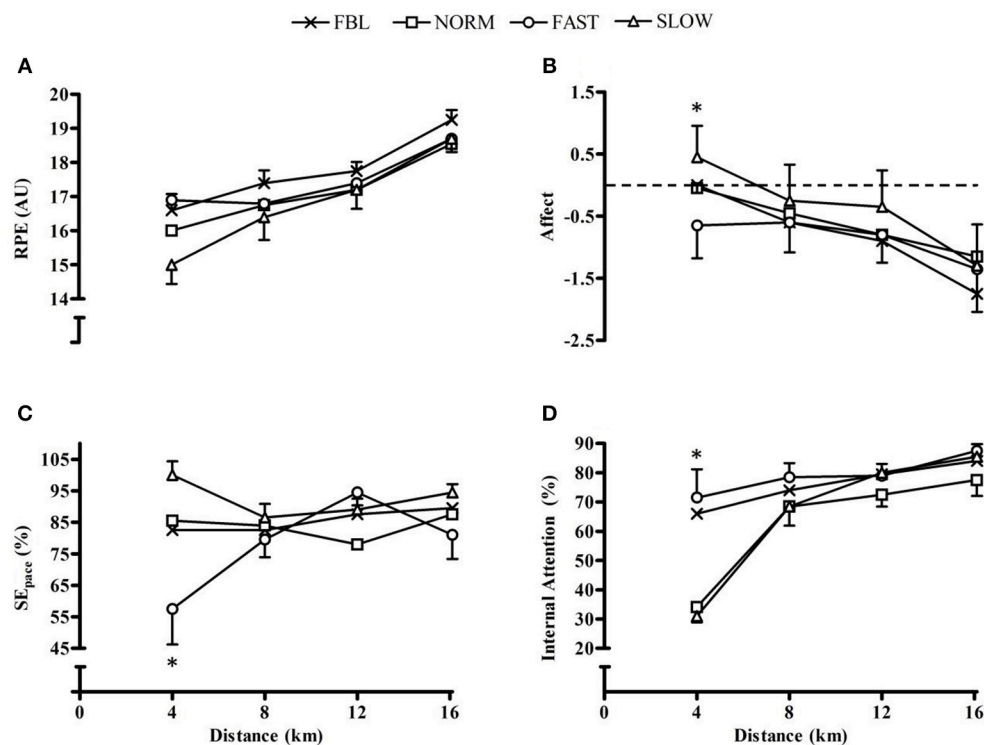 FBL NORM FAST SLOW
A
RPE (AU)
20
19
18
17
16
15
14
B
*
Affect
1.5
0.5
-0.5
-1.5
-2.5
C
SEpace (%)
105
95
85
75
65
55
45
*
0 4 8 12 16
Distance (km)
D
*
Internal Attention (%)
90
80
70
60
50
40
30
20
0 4 8 12 16
Distance (km)